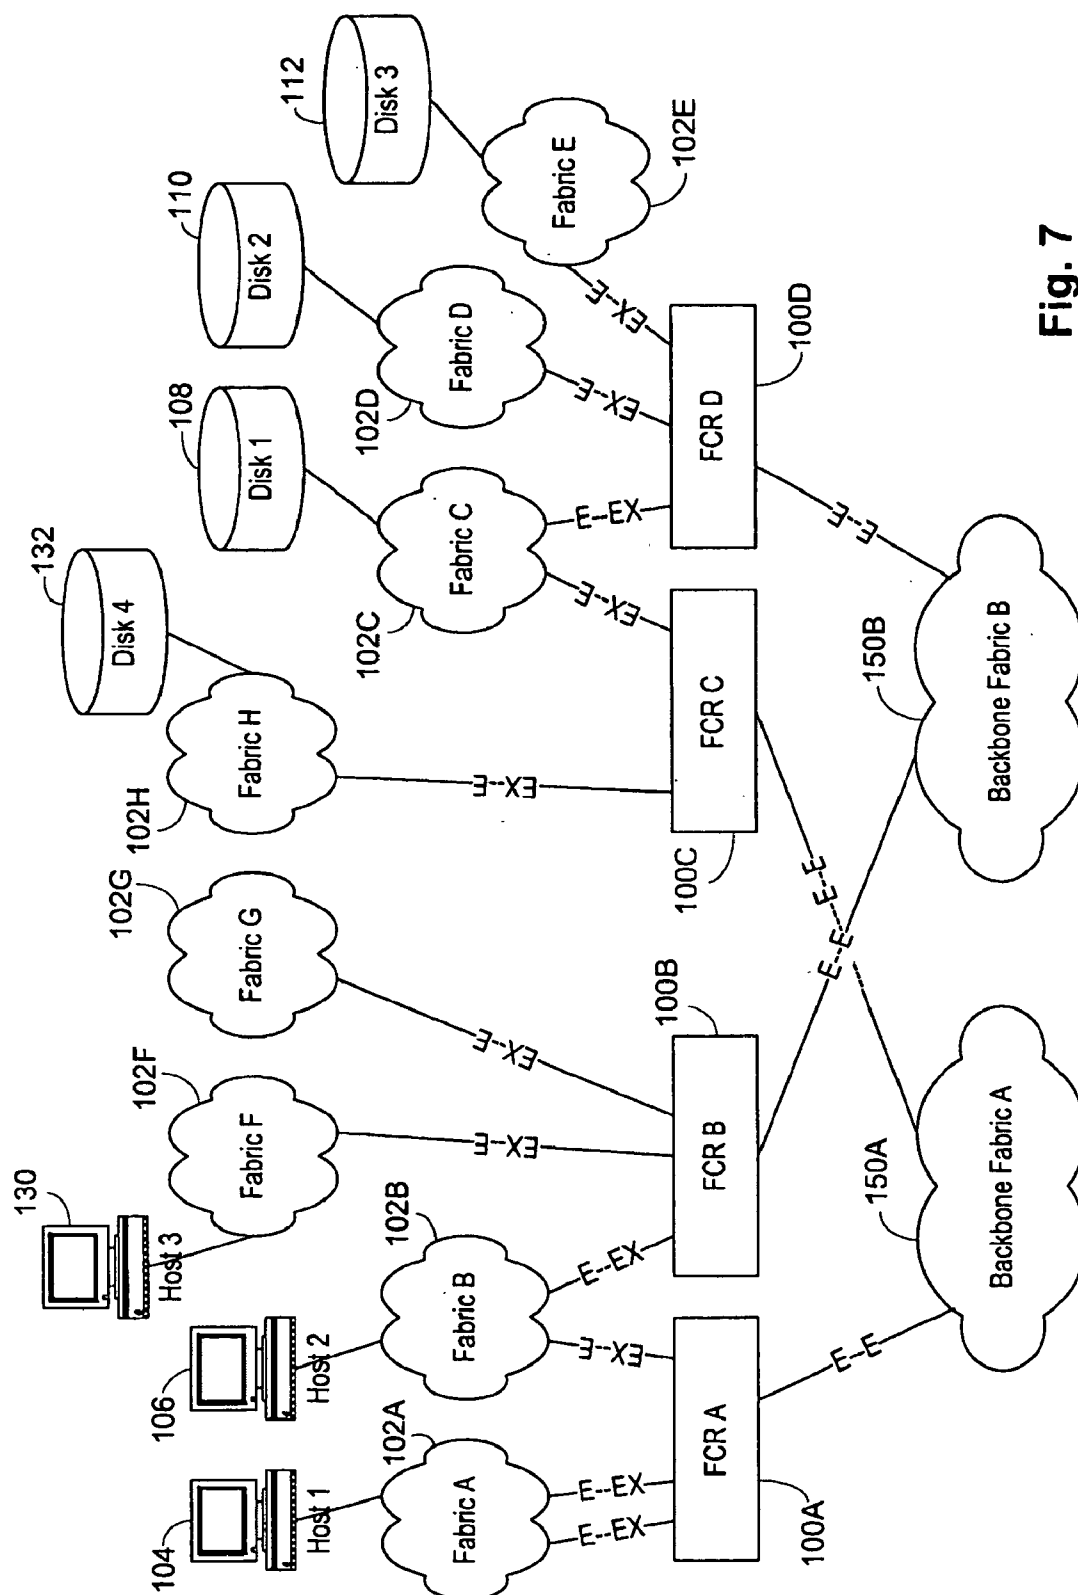 130
Host 3
106
Host 2
104
Host 1
132
Disk 4
108
Disk 1
110
Disk 2
112
Disk 3
102A
Fabric A
102B
Fabric B
102F
Fabric F
102G
Fabric G
102H
Fabric H
102C
Fabric C
102D
Fabric D
102E
Fabric E
E--EX
E--EX
E--EX
E--EX
E--EX
E--EX
E--EX
E--EX
E--EX
E--EX
E--EX
FCR A
100A
FCR B
100B
FCR C
100C
FCR D
100D
E--E
E--E
E--E
E--E
150A
Backbone Fabric A
150B
Backbone Fabric B
Fig. 7